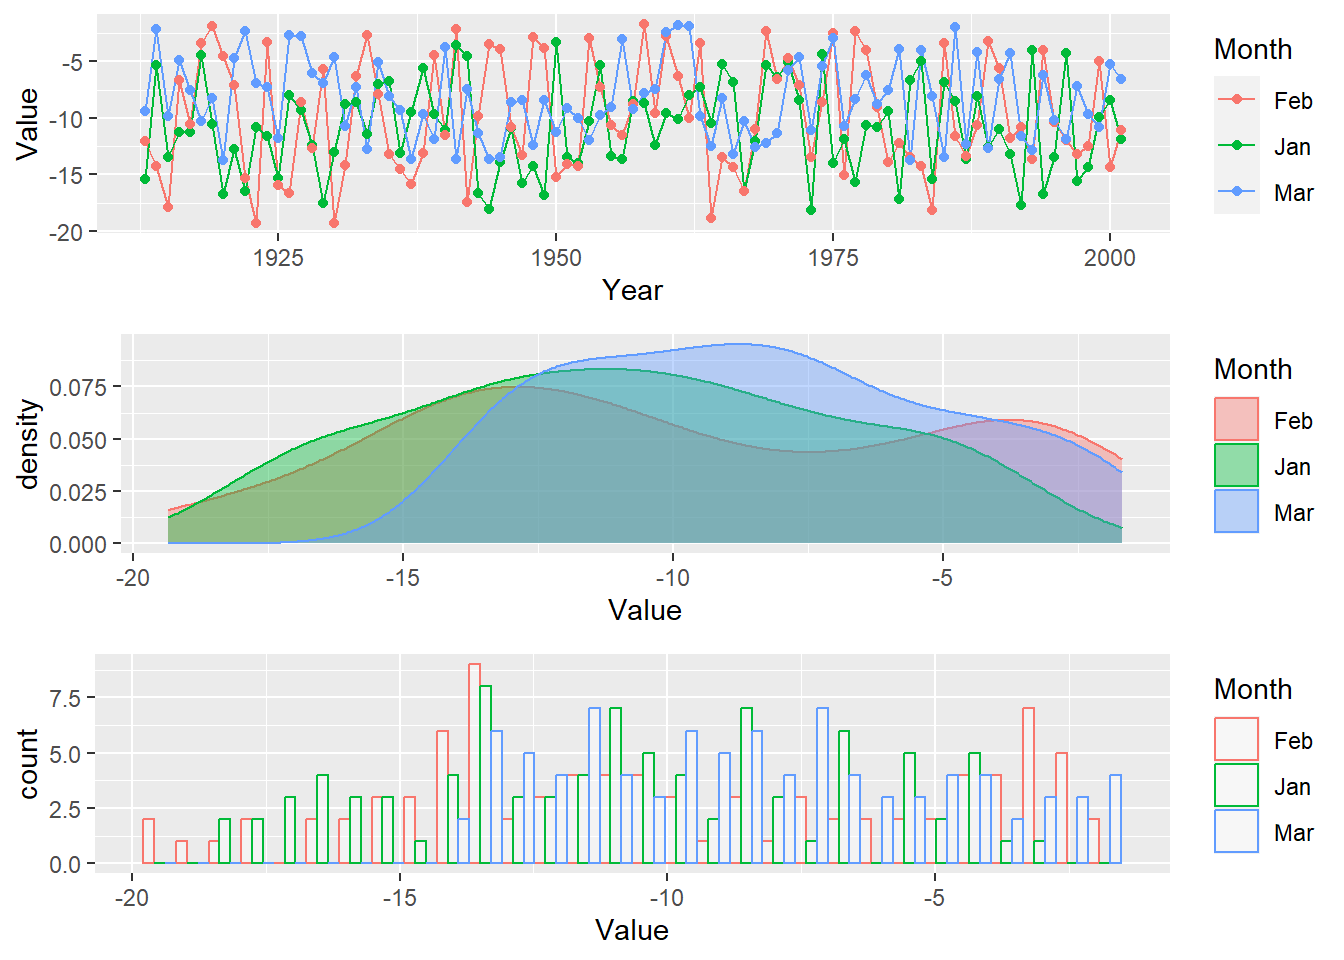 Value
-5
-10
-15
-20
1925 1950 1975 2000
Year
Month
Feb
Jan
Mar
density
0.075
0.050
0.025
0.000
-20 -15 -10 -5
Value
Month
Feb
Jan
Mar
count
7.5
5.0
2.5
0.0
-20 -15 -10 -5
Value
Month
Feb
Jan
Mar